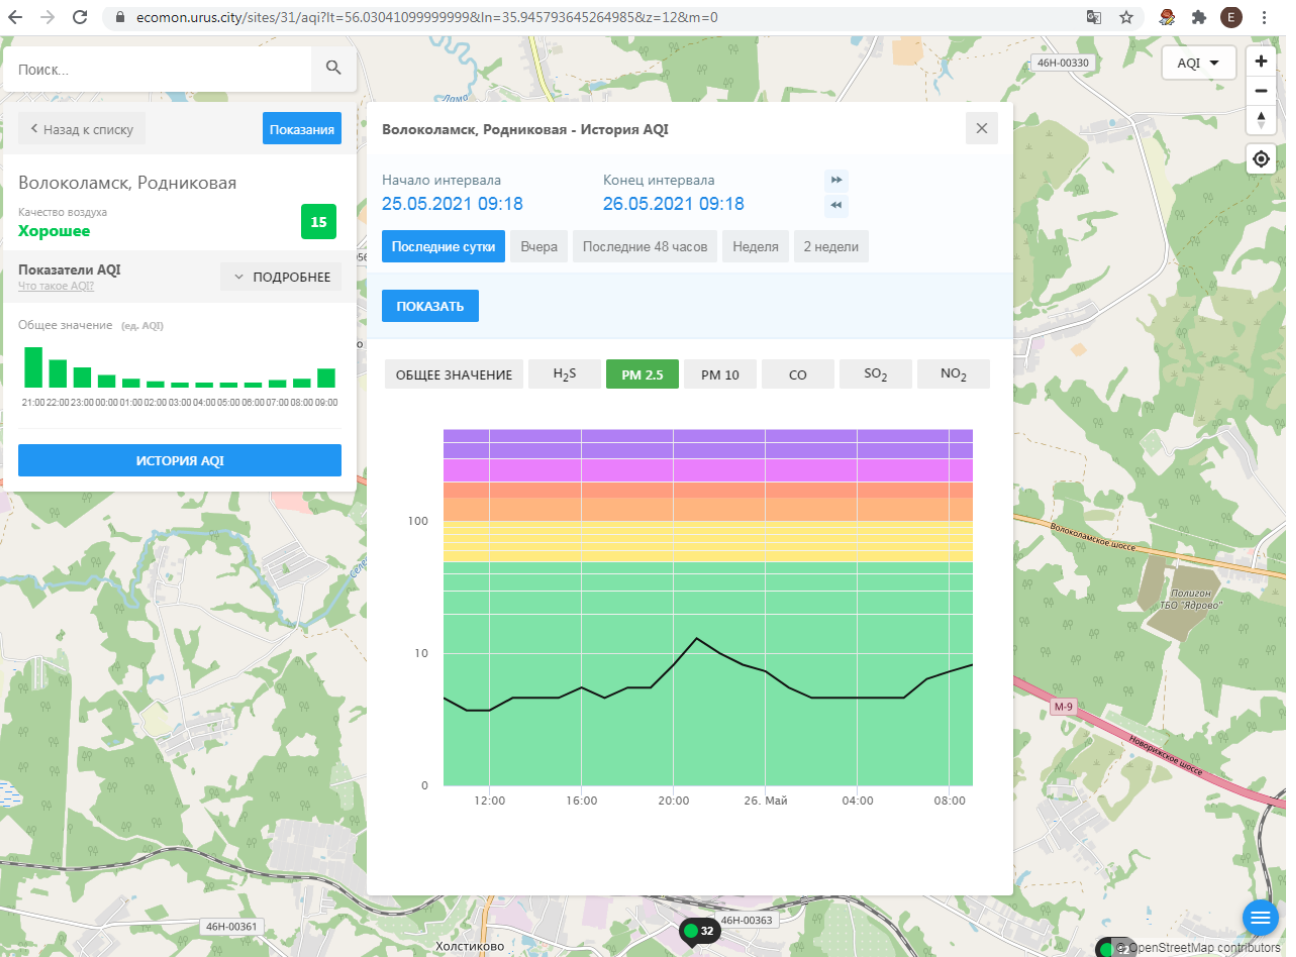 ecomon.urus.city/sites/31/aqi?lt=56.03041099999999&ln=35.945793645264985&z=12&m=0
E
Поиск...
46Н-00330
AQI
Лама
Назад к списку
Показания
Волоколамск, Родниковая - История AQI
Волоколамск, Родниковая
Качество воздуха
Хорошее
15
Начало интервала
Конец интервала
25.05.2021 09:18
26.05.2021 09:18
Последние сутки
Вчера
Последние 48 часов
Неделя
2 недели
Показатели AQI
Что такое AQI?
ПОДРОБНЕЕ
ПОКАЗАТЬ
Общее значение (ед. AQI)
21:00 22:00 23:00 00:00 01:00 02:00 03:00 04:00 05:00 06:00 07:00 08:00 09:00
ИСТОРИЯ AQI
ОБЩЕЕ ЗНАЧЕНИЕ
H2S
PM 2.5
PM 10
CO
SO2
NO2
100
10
0
12:00
16:00
20:00
26. Май
04:00
08:00
Волоколамское шоссе
Полигон
ТБО "Ядрово"
М-9
Новорижское шоссе
46Н-00361
46Н-00363
32
Холстиково
© OpenStreetMap contributors